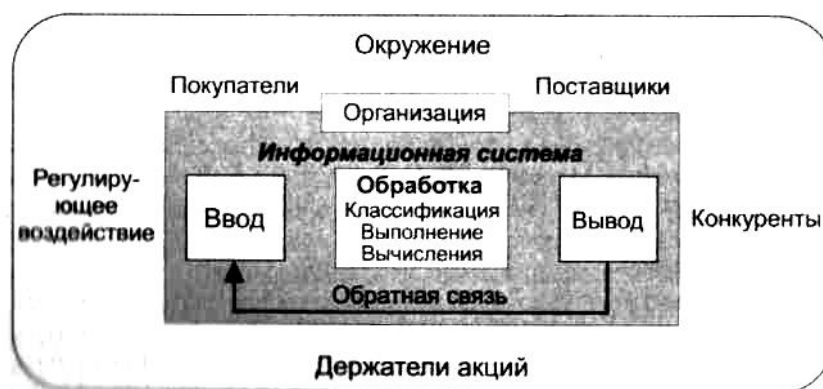 Окружение
Покупатели
Поставщики
Организация
Информационная система
Регулиру-
ющее
воздействие
Ввод
Обработка
Классификация
Выполнение
Вычисления
Вывод
Конкуренты
Обратная связь
Держатели акций